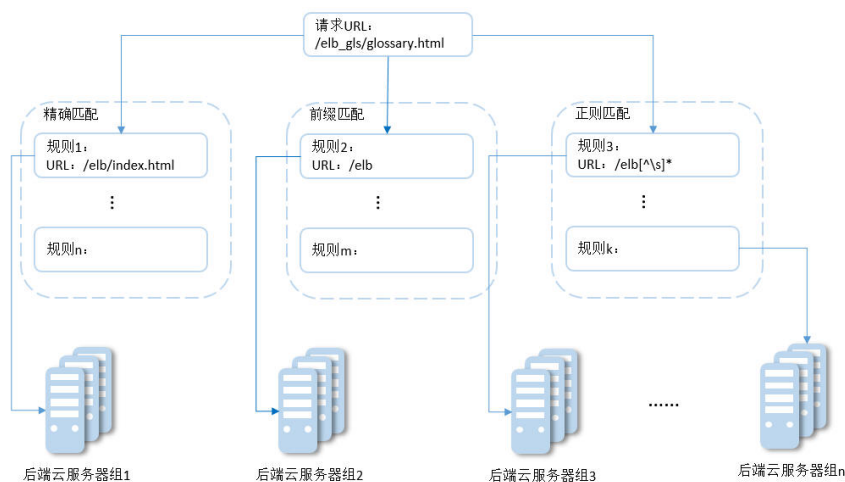 请求URL：
/elb_gls/glossary.html
精确匹配
规则1：
URL：/elb/index.html
⋮
规则n：
前缀匹配
规则2：
URL：/elb
⋮
规则m：
正则匹配
规则3：
URL：/elb[^\s]*
⋮
规则k：
后端云服务器组1
后端云服务器组2
后端云服务器组3
……
后端云服务器组n